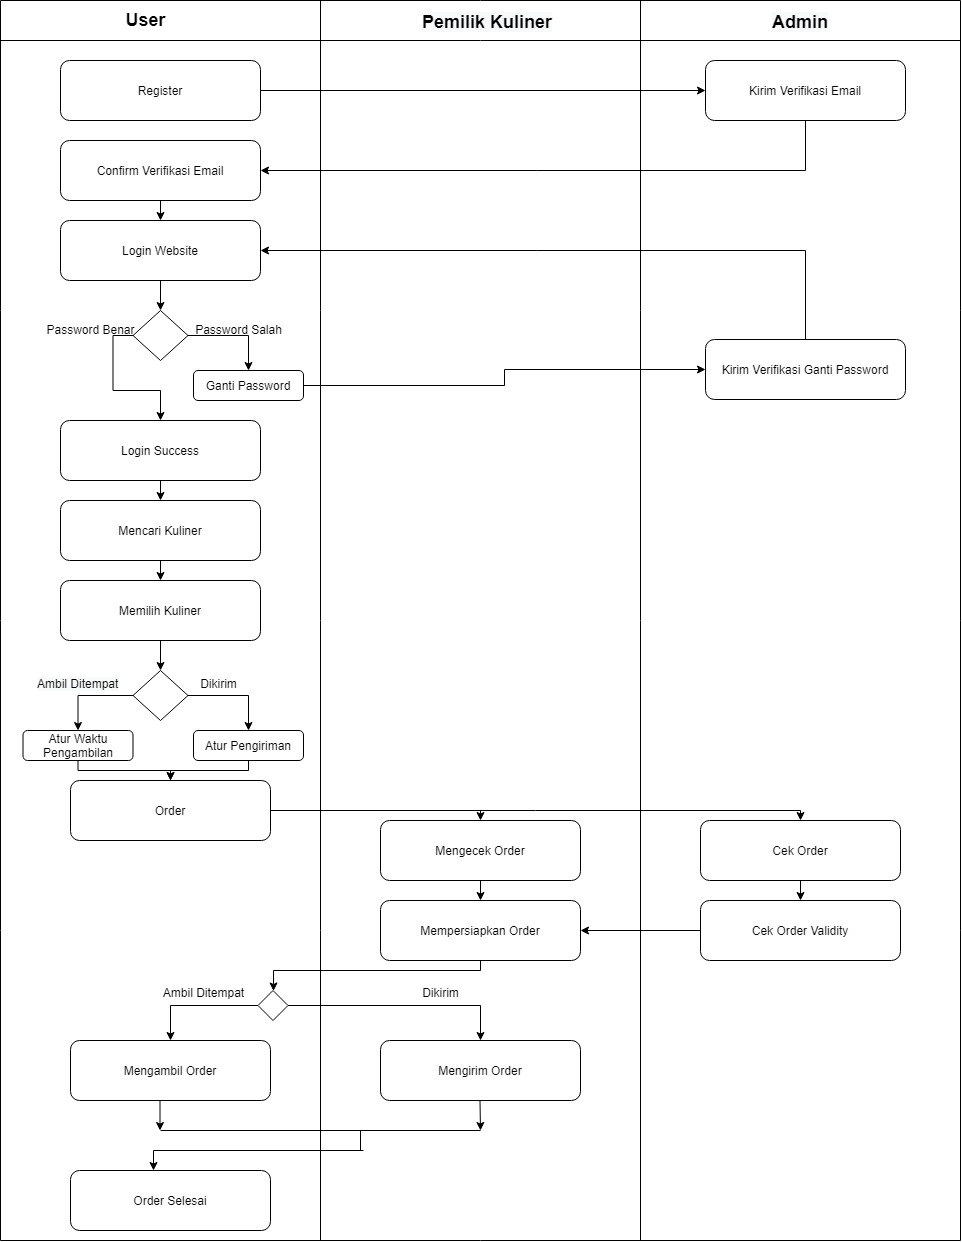 User
Pemilik Kuliner
Admin
Register
Kirim Verifikasi Email
Confirm Verifikasi Email
Login Website
Password Benar
Password Salah
Ganti Password
Kirim Verifikasi Ganti Password
Login Success
Mencari Kuliner
Memilih Kuliner
Ambil Ditempat
Dikirim
Atur Waktu
Pengambilan
Atur Pengiriman
Order
Mengecek Order
Cek Order
Mempersiapkan Order
Cek Order Validity
Ambil Ditempat
Dikirim
Mengambil Order
Mengirim Order
Order Selesai